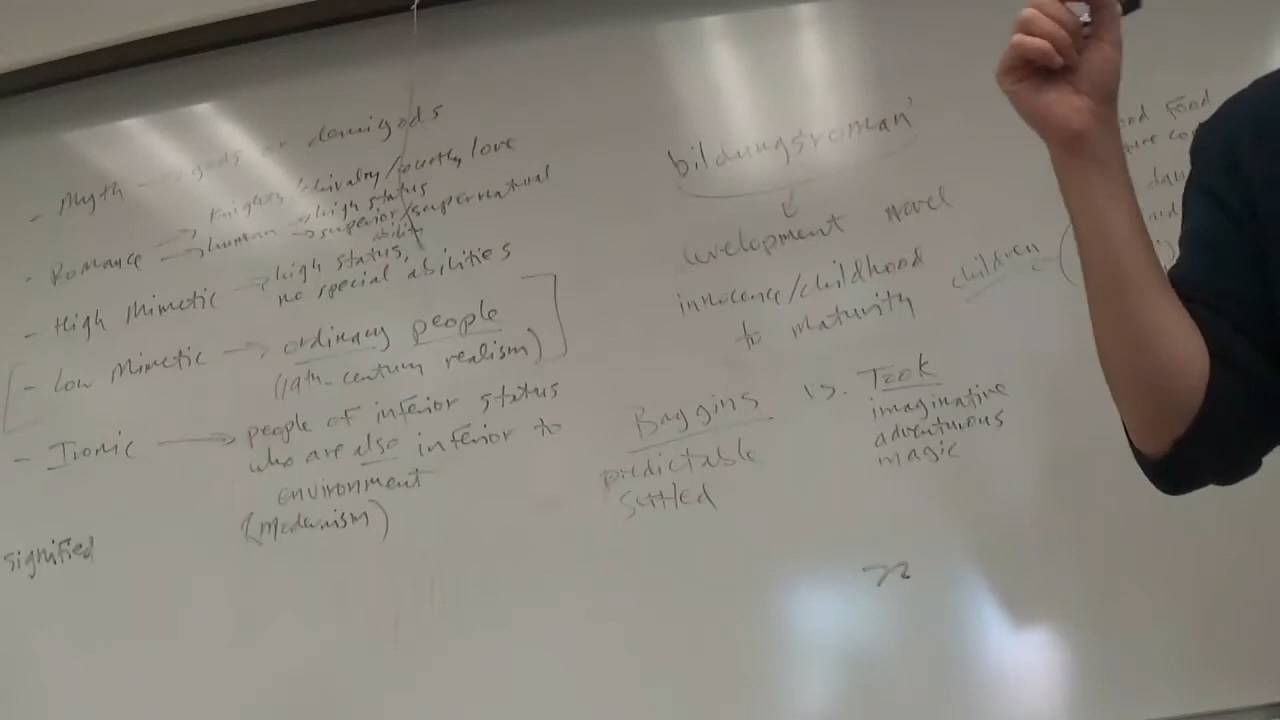 - Myth → gods or demigods
- Romance → knights/chivalry/courtly love
→ human → high status
→ superior/supernatural
ability
- High Mimetic → high status,
no special abilities
- Low Mimetic → ordinary people
(19th-century realism)
- Ironic → people of inferior status
who are also inferior to
environment
(modernism)
signified
bildungsroman
development novel
innocence/childhood
to maturity
children
Baggins vs. Took
predictable
settled
imaginative
adventurous
magic
food